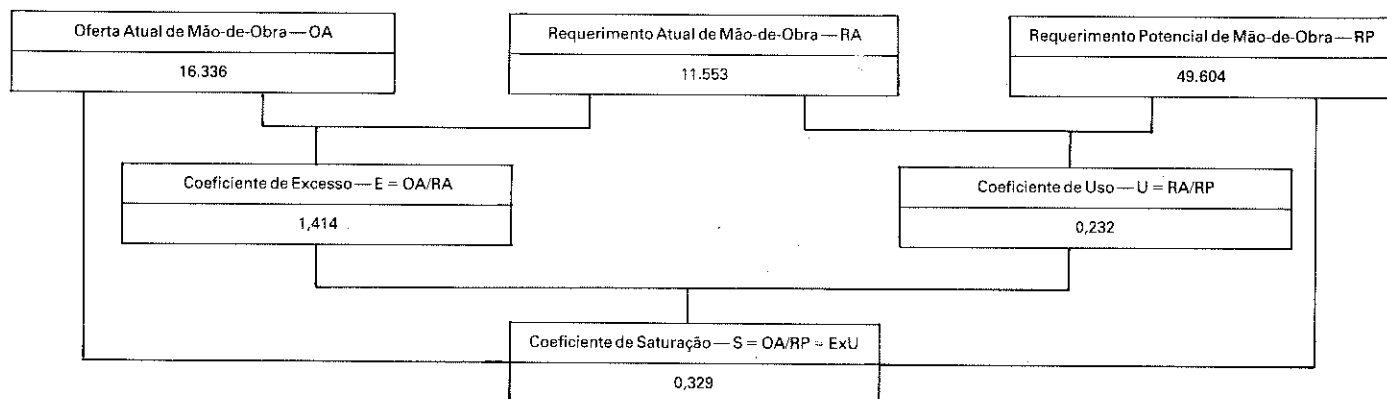 Oferta Atual de Mão-de-Obra — OA
16.336
Requerimento Atual de Mão-de-Obra — RA
11.553
Requerimento Potencial de Mão-de-Obra — RP
49.604
Coeficiente de Excesso — E = OA/RA
1,414
Coeficiente de Uso — U = RA/RP
0,232
Coeficiente de Saturação — S = OA/RP = ExU
0,329